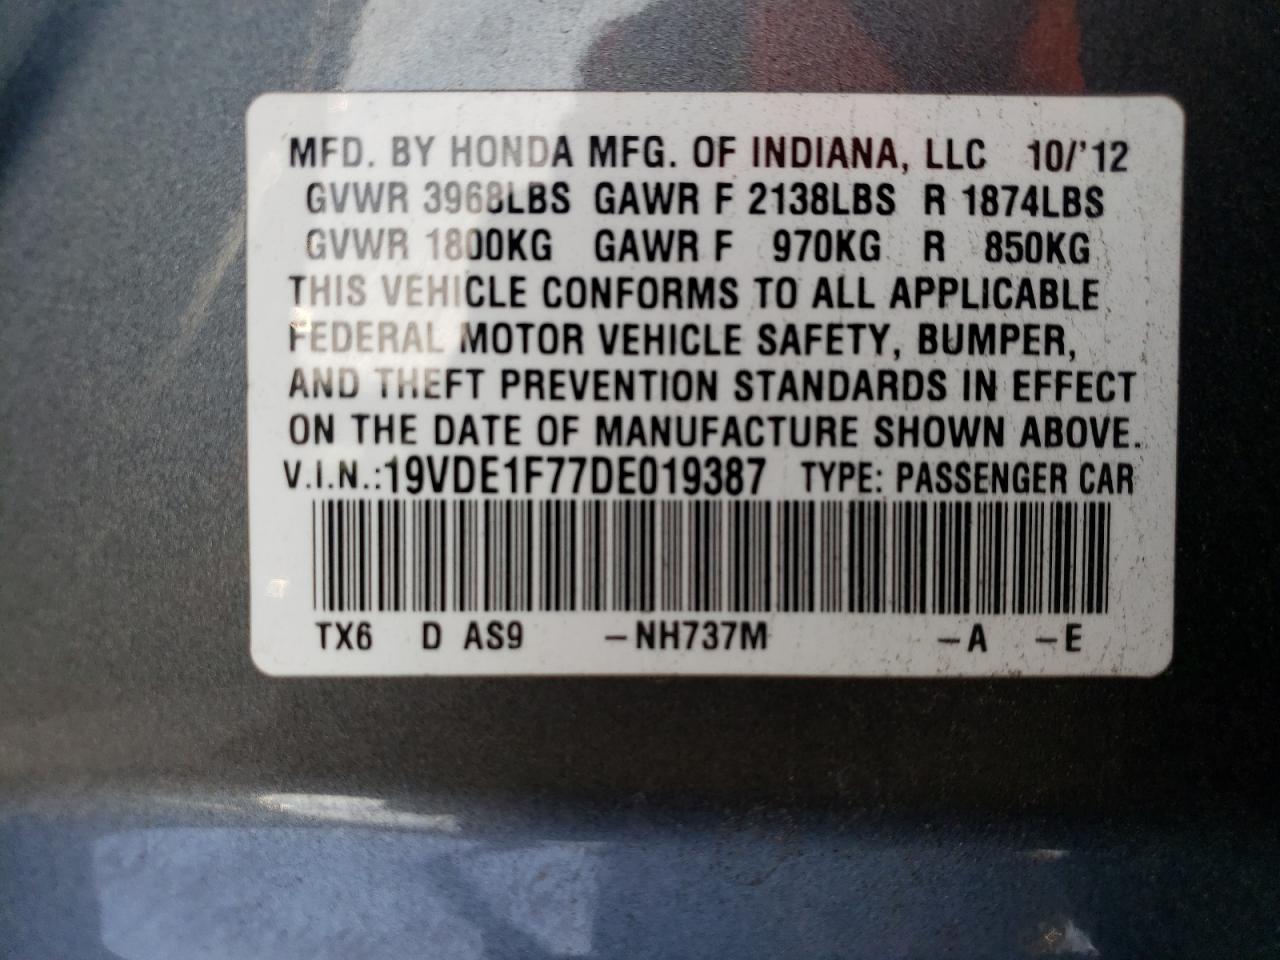 MFD. BY HONDA MFG. OF INDIANA, LLC 10/'12
GVWR 3968LBS GAWR F 2138LBS R 1874LBS
GVWR 1800KG GAWR F 970KG R 850KG
THIS VEHICLE CONFORMS TO ALL APPLICABLE
FEDERAL MOTOR VEHICLE SAFETY, BUMPER,
AND THEFT PREVENTION STANDARDS IN EFFECT
ON THE DATE OF MANUFACTURE SHOWN ABOVE.
V.I.N.:19VDE1F77DE019387 TYPE: PASSENGER CAR
TX6 D AS9 –NH737M –A –E